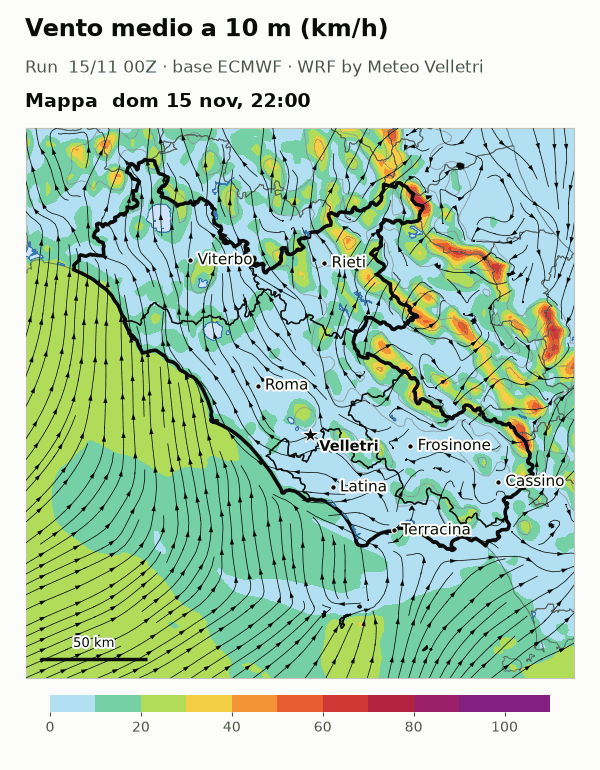 Vento medio a 10 m (km/h)
Run  15/11 00Z · base ECMWF · WRF by Meteo Velletri
Mappa  dom 15 nov, 22:00
Viterbo
Rieti
Roma
Velletri
Frosinone
Latina
Cassino
Terracina
50 km
0 20 40 60 80 100